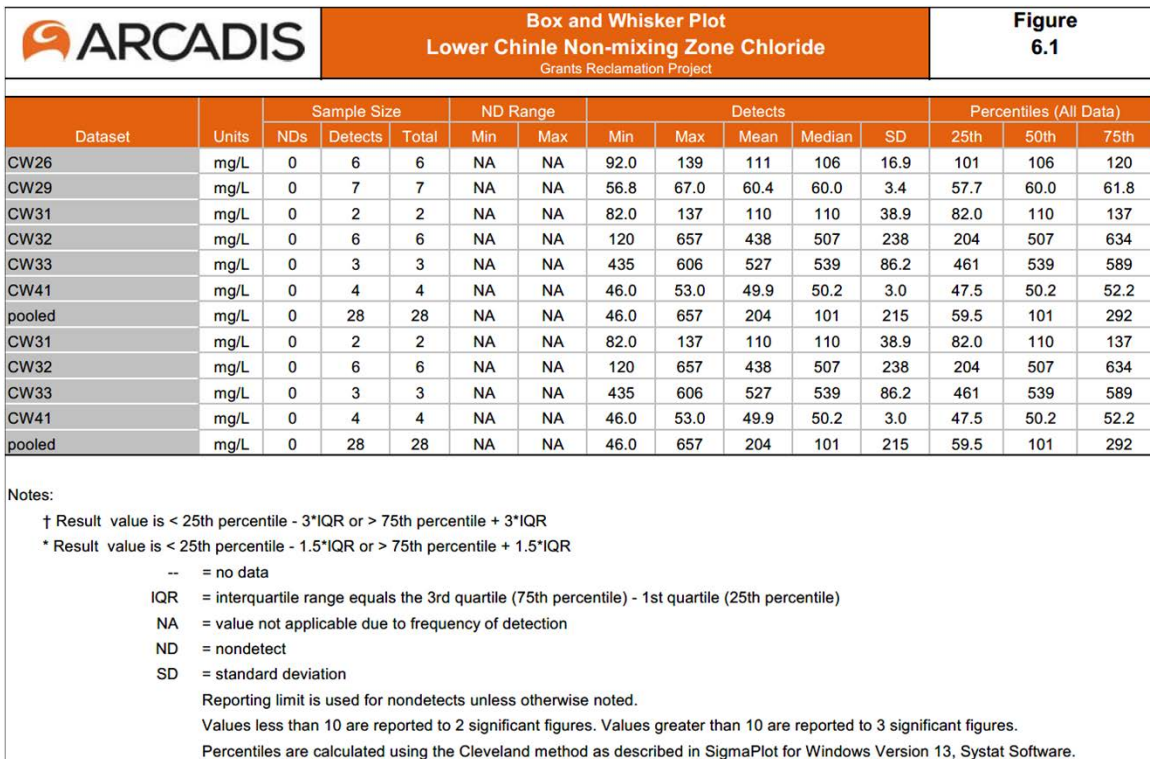 ARCADIS
Box and Whisker Plot
Lower Chinle Non-mixing Zone Chloride
Grants Reclamation Project
Figure
6.1
Sample Size ND Range Detects Percentiles (All Data)
Dataset Units NDs Detects Total Min Max Min Max Mean Median SD 25th 50th 75th
CW26 mg/L 0 6 6 NA NA 92.0 139 111 106 16.9 101 106 120
CW29 mg/L 0 7 7 NA NA 56.8 67.0 60.4 60.0 3.4 57.7 60.0 61.8
CW31 mg/L 0 2 2 NA NA 82.0 137 110 110 38.9 82.0 110 137
CW32 mg/L 0 6 6 NA NA 120 657 438 507 238 204 507 634
CW33 mg/L 0 3 3 NA NA 435 606 527 539 86.2 461 539 589
CW41 mg/L 0 4 4 NA NA 46.0 53.0 49.9 50.2 3.0 47.5 50.2 52.2
pooled mg/L 0 28 28 NA NA 46.0 657 204 101 215 59.5 101 292
CW31 mg/L 0 2 2 NA NA 82.0 137 110 110 38.9 82.0 110 137
CW32 mg/L 0 6 6 NA NA 120 657 438 507 238 204 507 634
CW33 mg/L 0 3 3 NA NA 435 606 527 539 86.2 461 539 589
CW41 mg/L 0 4 4 NA NA 46.0 53.0 49.9 50.2 3.0 47.5 50.2 52.2
pooled mg/L 0 28 28 NA NA 46.0 657 204 101 215 59.5 101 292
Notes:
† Result value is < 25th percentile - 3*IQR or > 75th percentile + 3*IQR
* Result value is < 25th percentile - 1.5*IQR or > 75th percentile + 1.5*IQR
-- = no data
IQR = interquartile range equals the 3rd quartile (75th percentile) - 1st quartile (25th percentile)
NA = value not applicable due to frequency of detection
ND = nondetect
SD = standard deviation
Reporting limit is used for nondetects unless otherwise noted.
Values less than 10 are reported to 2 significant figures. Values greater than 10 are reported to 3 significant figures.
Percentiles are calculated using the Cleveland method as described in SigmaPlot for Windows Version 13, Systat Software.